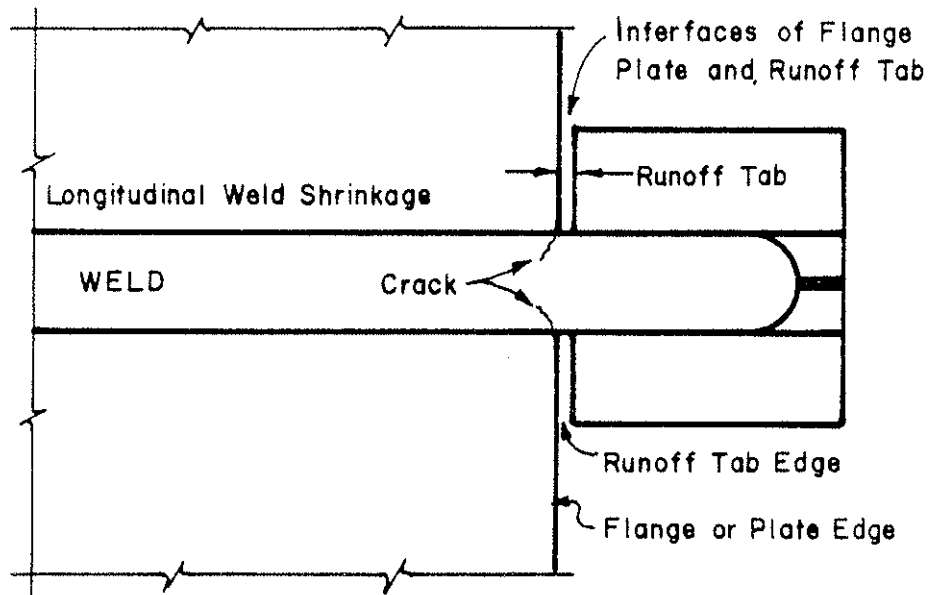 Interfaces of Flange
Plate and Runoff Tab
Runoff Tab
Longitudinal Weld Shrinkage
WELD
Crack
Runoff Tab Edge
Flange or Plate Edge